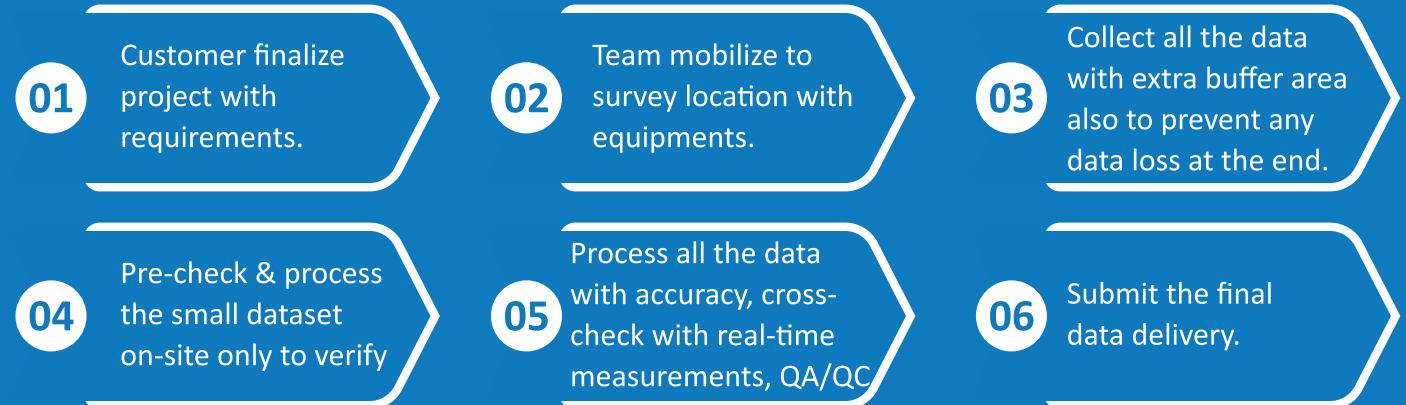 01
Customer finalize
project with
requirements.
02
Team mobilize to
survey location with
equipments.
03
Collect all the data
with extra buffer area
also to prevent any
data loss at the end.
04
Pre-check & process
the small dataset
on-site only to verify
05
Process all the data
with accuracy, cross-
check with real-time
measurements, QA/QC
06
Submit the final
data delivery.